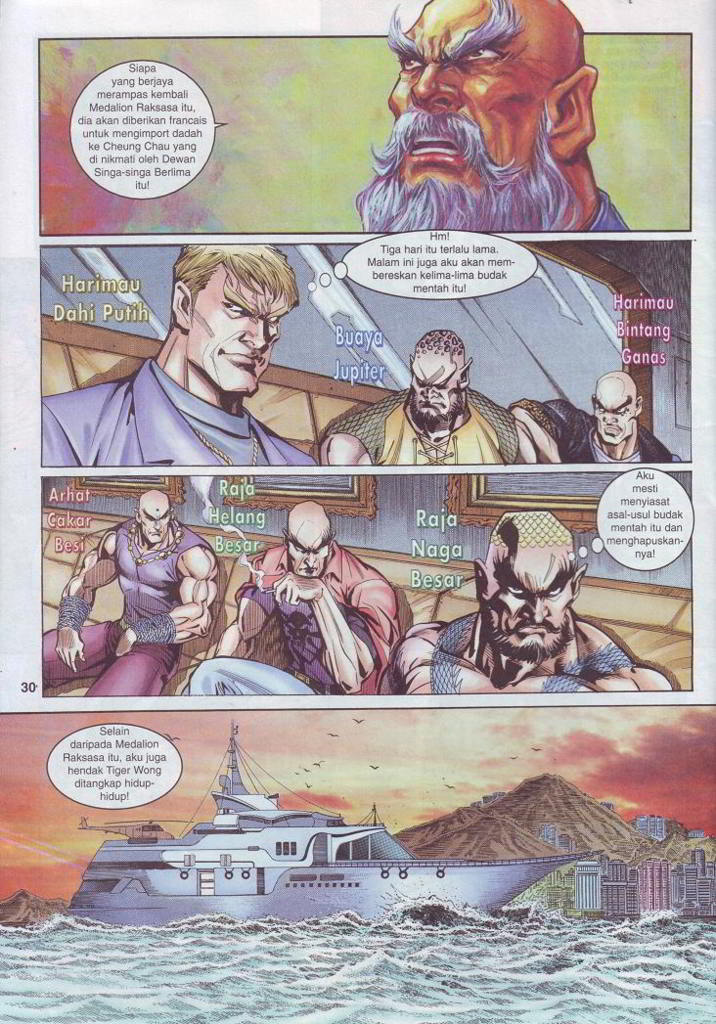 Siapa
yang berjaya
merampas kembali
Medalion Raksasa itu,
dia akan diberikan francais
untuk mengimport dadah
ke Cheung Chau yang
di nikmati oleh Dewan
Singa-singa Berlima
itu!
Hm!
Tiga hari itu terlalu lama.
Malam ini juga aku akan mem-
bereskan kelima-lima budak
mentah itu!
Harimau
Dahi Putih
Buaya
Jupiter
Harimau
Bintang
Ganas
Arhat
Cakar
Besi
Raja
Helang
Besar
Raja
Naga
Besar
Aku
mesti
menyiasat
asal-usul budak
mentah itu dan
menghapuskan-
nya!
30
Selain
daripada Medalion
Raksasa itu, aku juga
hendak Tiger Wong
ditangkap hidup-
hidup!